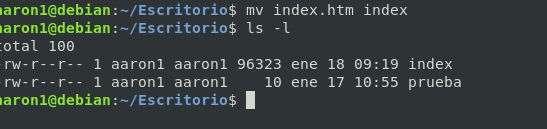 aaron1@debian:~/Escritorio$ mv index.htm index
aaron1@debian:~/Escritorio$ ls -l
total 100
-rw-r--r-- 1 aaron1 aaron1 96323 ene 18 09:19 index
-rw-r--r-- 1 aaron1 aaron1    10 ene 17 10:55 prueba
aaron1@debian:~/Escritorio$